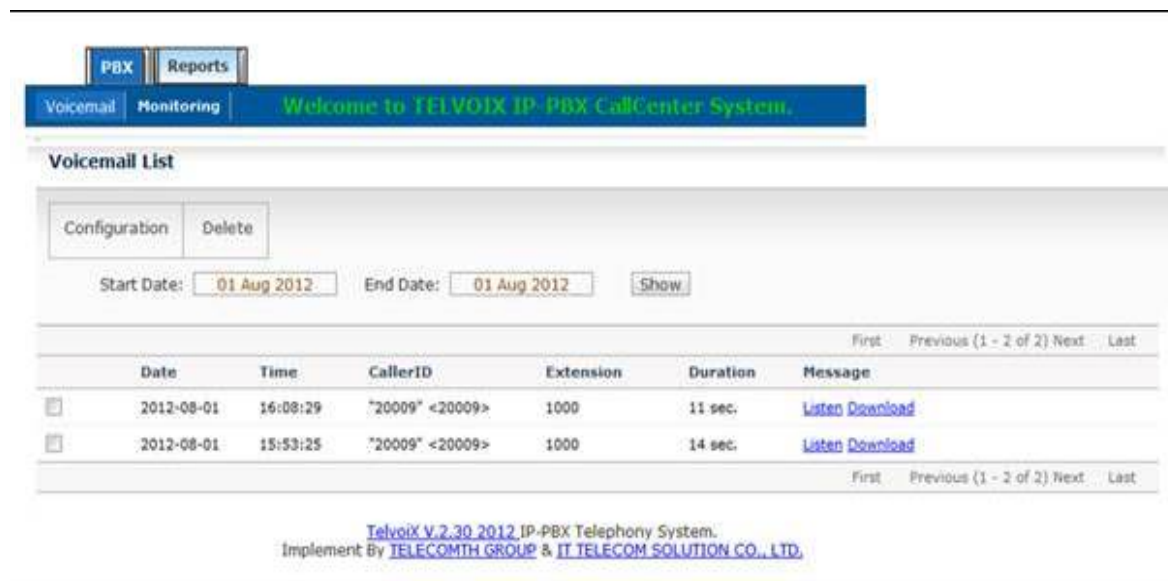 PBX Reports
Voicemail Monitoring Welcome to TELVOIX IP-PBX CallCenter System.
Voicemail List
Configuration Delete
Start Date: 01 Aug 2012 End Date: 01 Aug 2012 Show
First Previous (1 - 2 of 2) Next Last
Date Time CallerID Extension Duration Message
2012-08-01 16:08:29 "20009" <20009> 1000 11 sec. Listen Download
2012-08-01 15:53:25 "20009" <20009> 1000 14 sec. Listen Download
First Previous (1 - 2 of 2) Next Last
TelvoiX V.2.30 2012 IP-PBX Telephony System.
Implement By TELECOMTH GROUP & IT TELECOM SOLUTION CO., LTD.